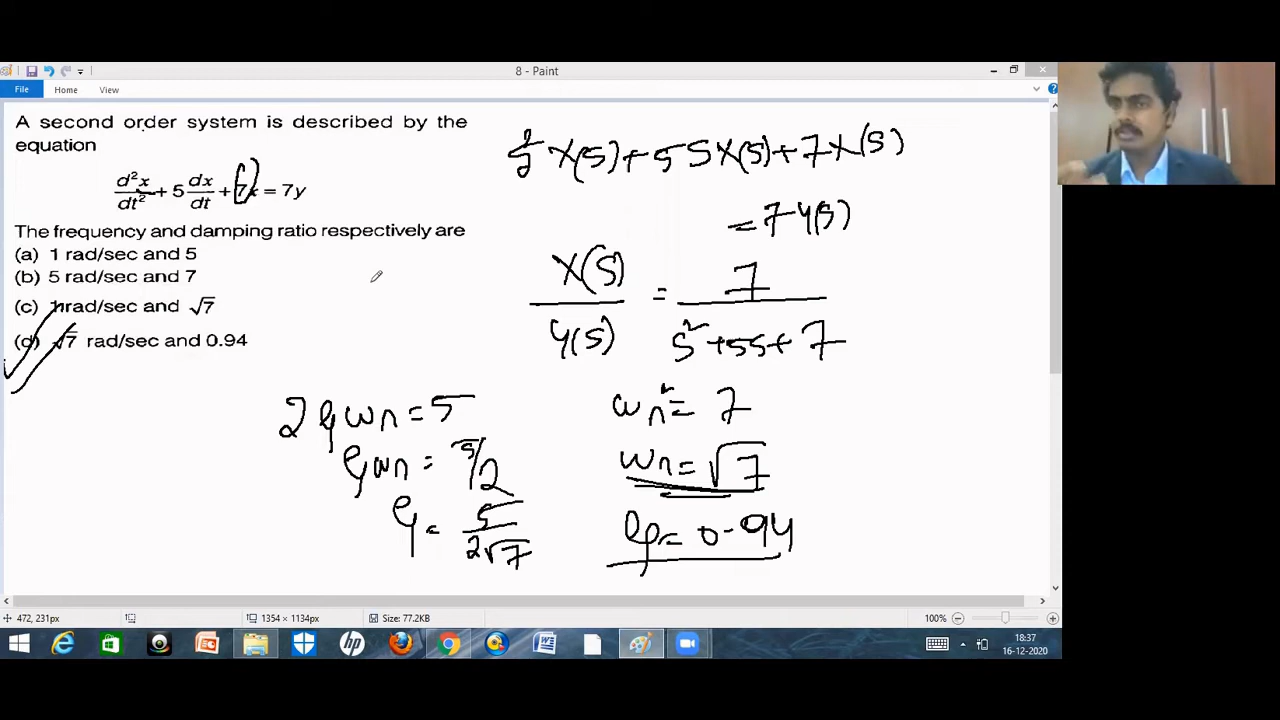 8 - Paint
File Home View
A second order system is described by the
equation
d²x/dt² + 5 dx/dt + 7x = 7y
The frequency and damping ratio respectively are
(a) 1 rad/sec and 5
(b) 5 rad/sec and 7
(c) rad/sec and √7
(d) √7 rad/sec and 0.94
s² X(s) + 5 s X(s) + 7 X(s)
= 7 Y(s)
X(s)/Y(s) = 7/(s² + 5s + 7)
2ξωn = 5
ωn² = 7
ξωn = 5/2
ωn = √7
ξ = 5/(2√7)
ξ = 0.94
472, 231px
1354 × 1134px
Size: 77.2KB
100%
18:37
16-12-2020